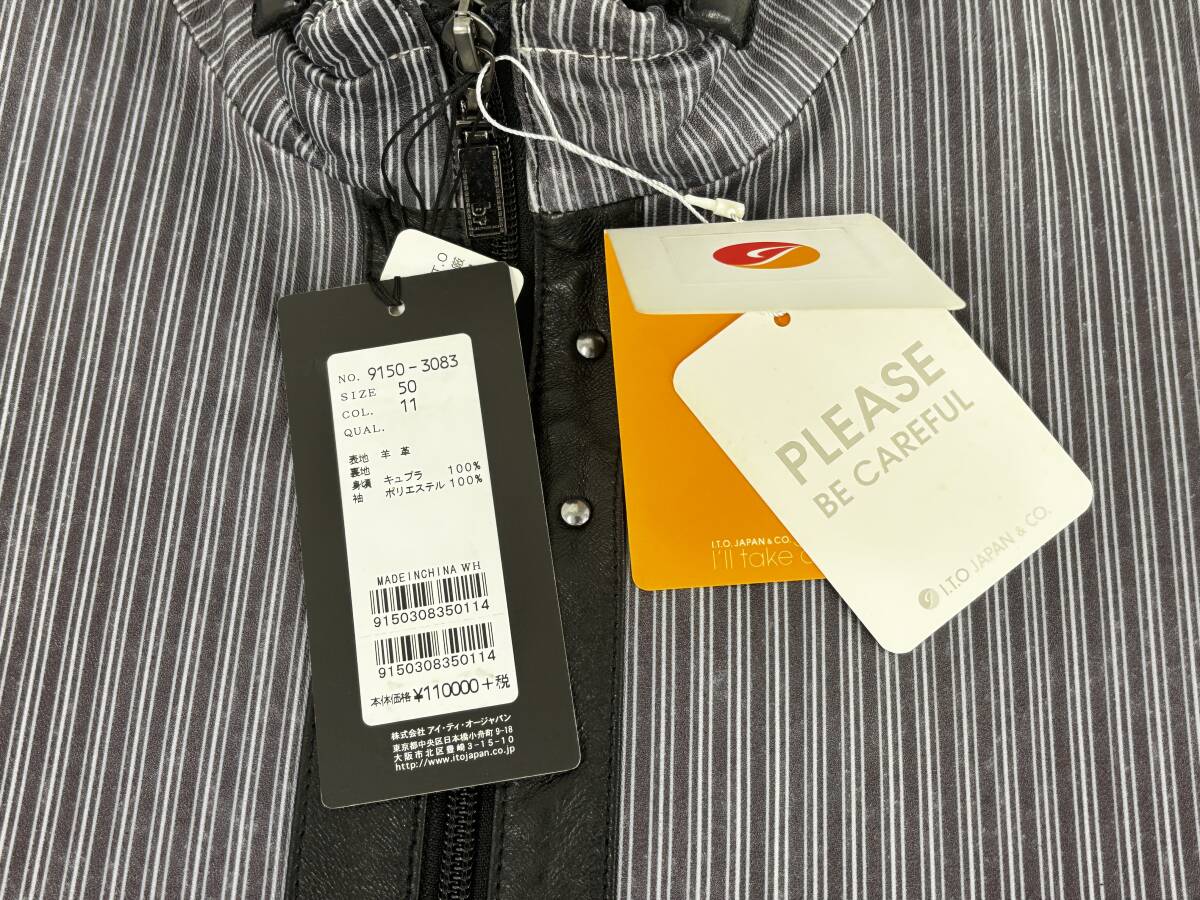 I.T.O
厳
NO. 9150-3083
SIZE 50
COL. 11
QUAL.
表地 羊革
裏地
身頃 キュプラ 100%
袖 ポリエステル 100%
MADEINCHINA WH
9150308350114
9150308350114
本体価格 ¥110000+税
株式会社 アイ・ティ・オージャパン
東京都中央区日本橋小舟町9-18
大阪市北区豊崎3-15-10
http://www.itojapan.co.jp
I.T.O. JAPAN & CO.
I'll take
PLEASE
BE CAREFUL
I.T.O JAPAN & CO.